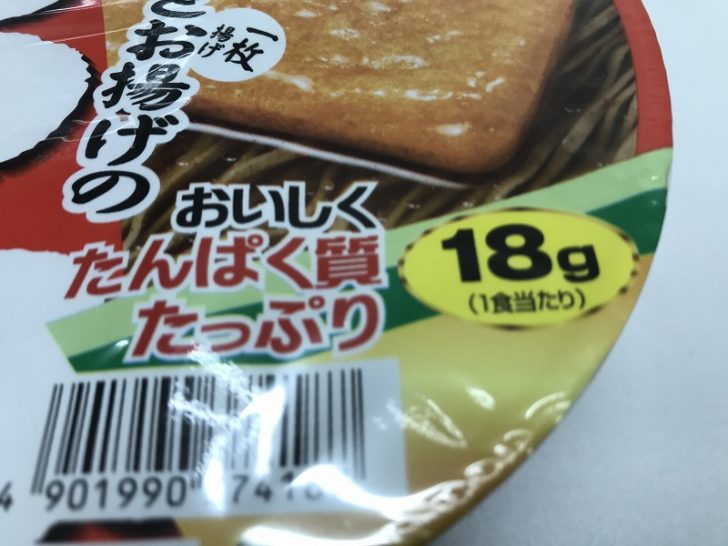 とお揚げの
一枚
揚げ
おいしく
たんぱく質
たっぷり
18g
(1食当たり)
4 901990